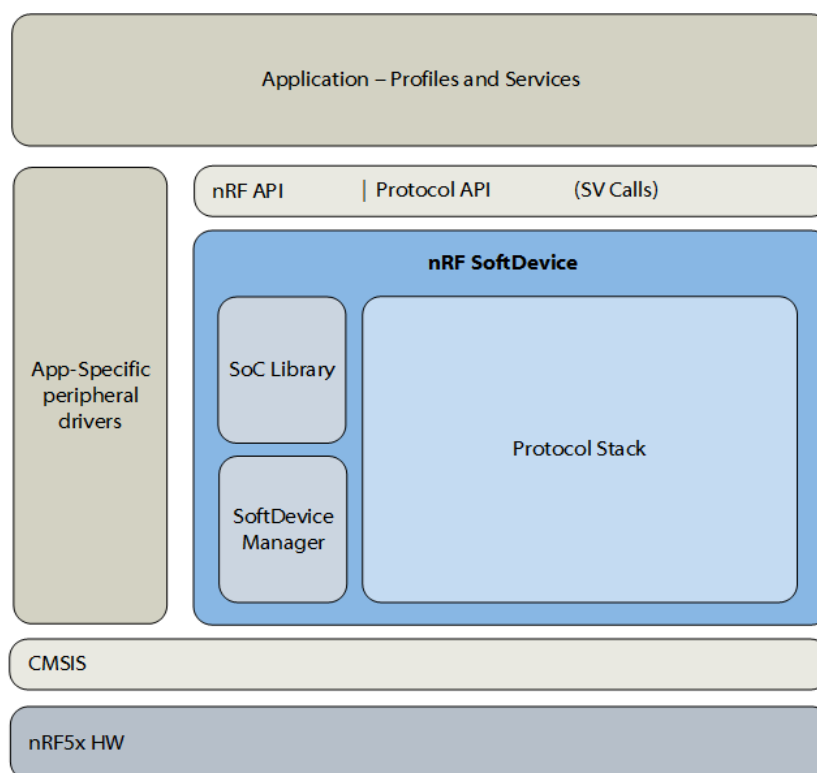 Application – Profiles and Services
nRF API | Protocol API (SV Calls)
nRF SoftDevice
App-Specific
peripheral
drivers
SoC Library
Protocol Stack
SoftDevice
Manager
CMSIS
nRF5x HW